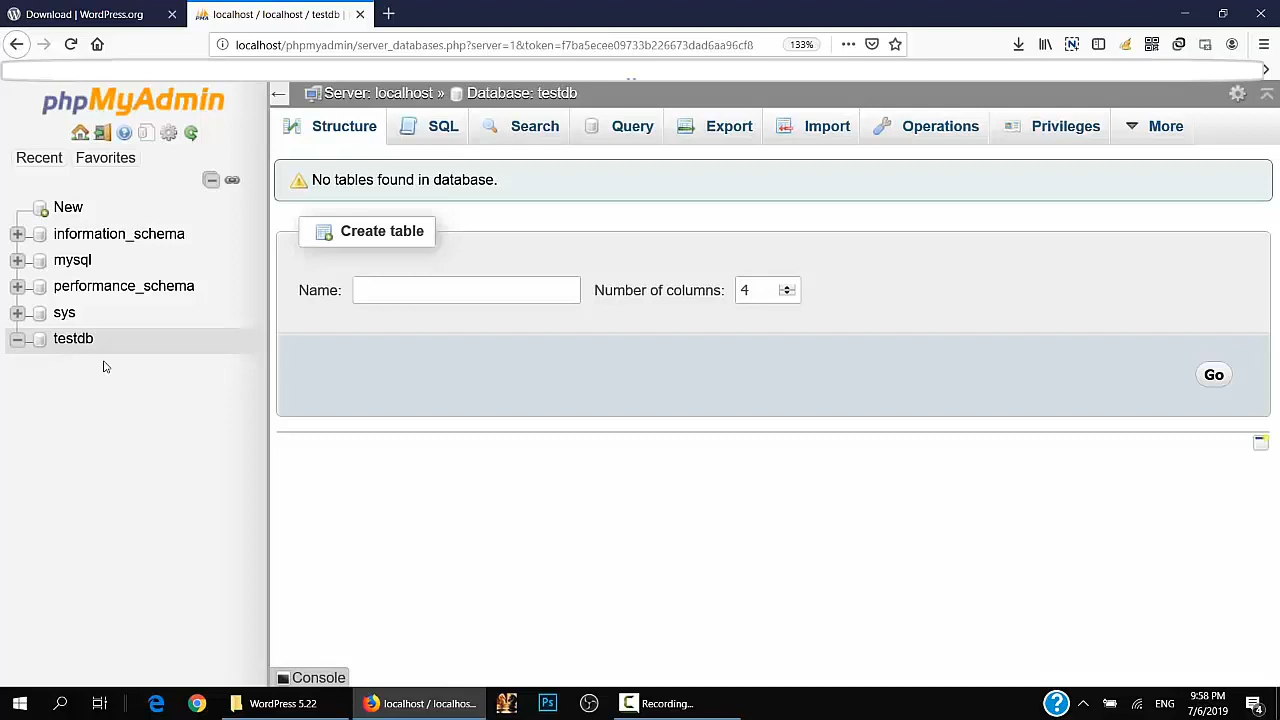 Download | WordPress.org
localhost / localhost / testdb |
localhost/phpmyadmin/server_databases.php?server=1&token=f7ba5ecee09733b226673dad6aa96cf8
133%
phpMyAdmin
Recent
Favorites
New
information_schema
mysql
performance_schema
sys
testdb
Server: localhost » Database: testdb
Structure
SQL
Search
Query
Export
Import
Operations
Privileges
More
No tables found in database.
Create table
Name:
Number of columns:
4
Go
Console
WordPress 5.22
localhost / localhos...
Ps
Recording...
ENG
9:58 PM
7/6/2019
4